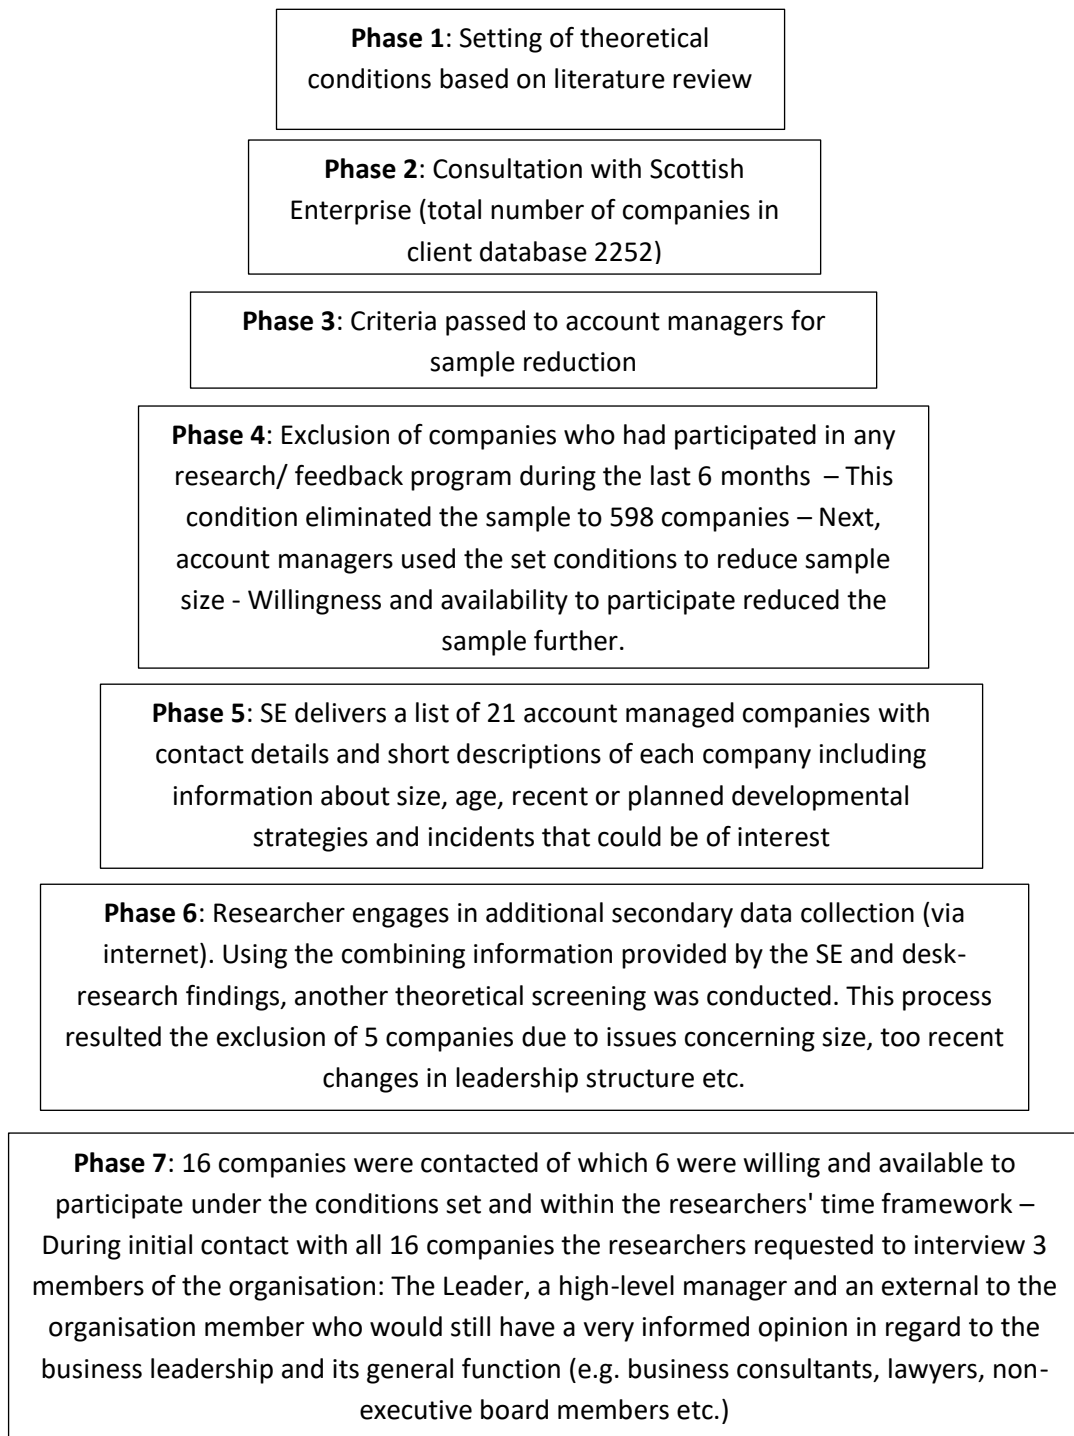 Phase 1: Setting of theoretical
conditions based on literature review
Phase 2: Consultation with Scottish
Enterprise (total number of companies in
client database 2252)
Phase 3: Criteria passed to account managers for
sample reduction
Phase 4: Exclusion of companies who had participated in any
research/ feedback program during the last 6 months – This
condition eliminated the sample to 598 companies – Next,
account managers used the set conditions to reduce sample
size - Willingness and availability to participate reduced the
sample further.
Phase 5: SE delivers a list of 21 account managed companies with
contact details and short descriptions of each company including
information about size, age, recent or planned developmental
strategies and incidents that could be of interest
Phase 6: Researcher engages in additional secondary data collection (via
internet). Using the combining information provided by the SE and desk-
research findings, another theoretical screening was conducted. This process
resulted the exclusion of 5 companies due to issues concerning size, too recent
changes in leadership structure etc.
Phase 7: 16 companies were contacted of which 6 were willing and available to
participate under the conditions set and within the researchers' time framework –
During initial contact with all 16 companies the researchers requested to interview 3
members of the organisation: The Leader, a high-level manager and an external to the
organisation member who would still have a very informed opinion in regard to the
business leadership and its general function (e.g. business consultants, lawyers, non-
executive board members etc.)